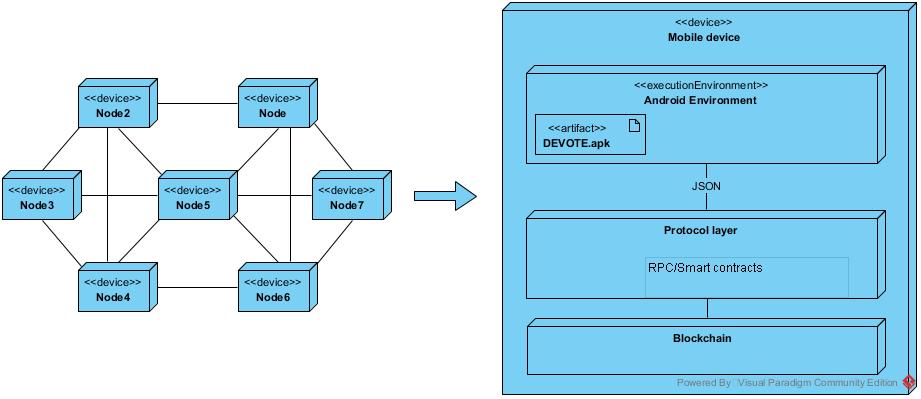 <<device>>
Node2
<<device>>
Node
<<device>>
Node3
<<device>>
Node5
<<device>>
Node7
<<device>>
Node4
<<device>>
Node6
<<device>>
Mobile device
<<executionEnvironment>>
Android Environment
<<artifact>>
DEVOTE.apk
JSON
Protocol layer
RPC/Smart contracts
Blockchain
Powered By Visual Paradigm Community Edition